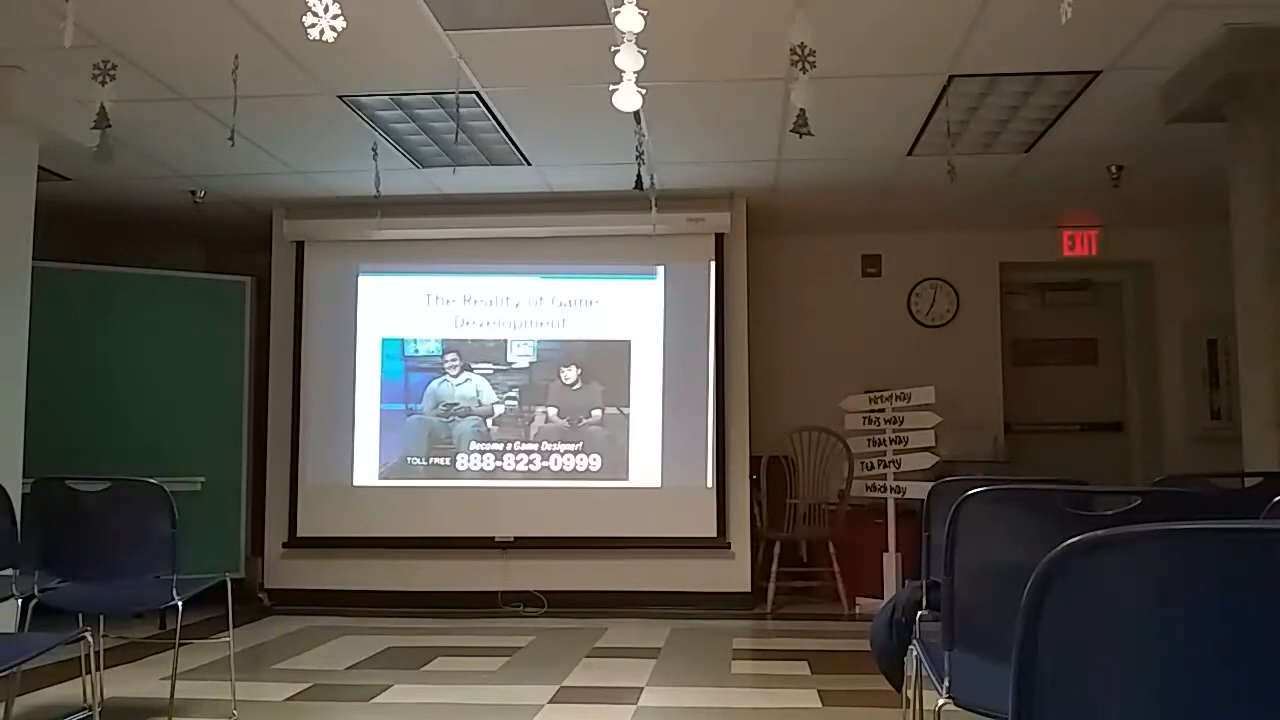 The Reality of Game
Development
Become a Game Designer!
TOLL FREE 888-823-0999
EXIT
This way
That Way
Tea Party
Which Way